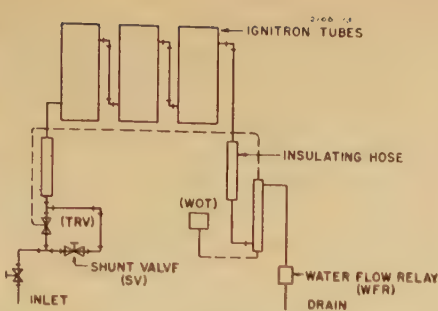 IGNITRON TUBES
INSULATING HOSE
(WOT)
(TRV)
SHUNT VALVE
(SV)
WATER FLOW RELAY
(WFR)
INLET
DRAIN